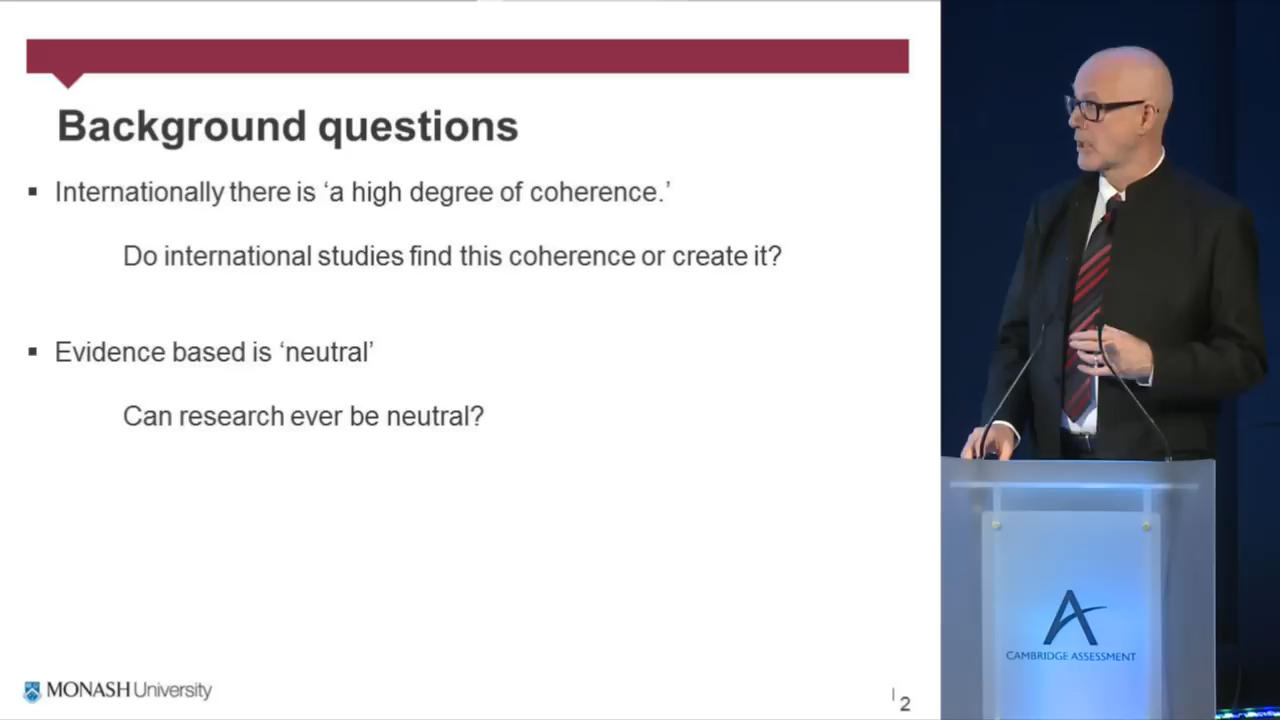 Background questions
▪ Internationally there is ‘a high degree of coherence.’
Do international studies find this coherence or create it?
▪ Evidence based is ‘neutral’
Can research ever be neutral?
MONASH University
2
CAMBRIDGE ASSESSMENT